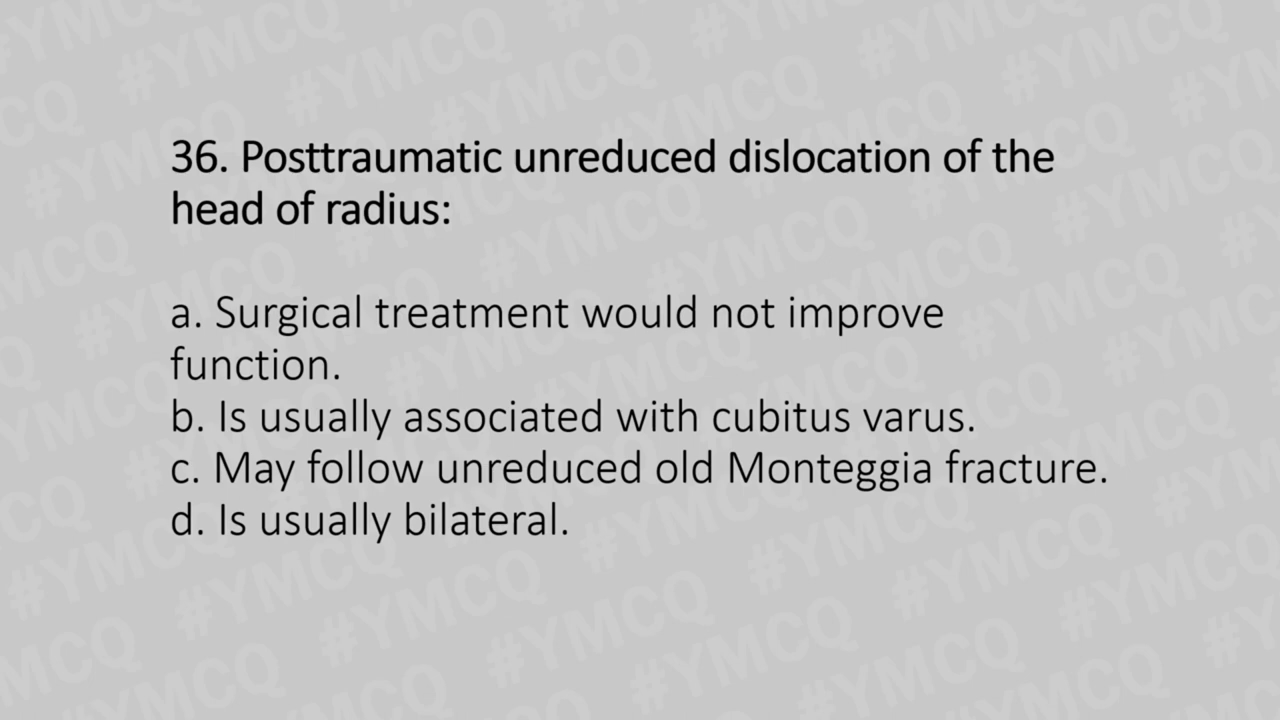 36. Posttraumatic unreduced dislocation of the
head of radius:
a. Surgical treatment would not improve
function.
b. Is usually associated with cubitus varus.
c. May follow unreduced old Monteggia fracture.
d. Is usually bilateral.
#YMCQ